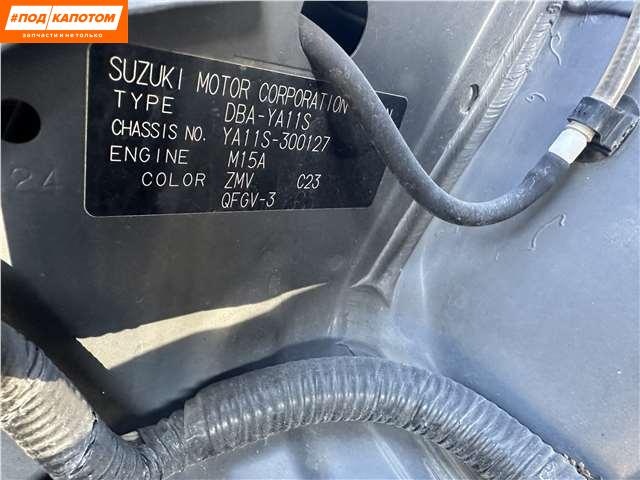 #ПОД КАПОТОМ
запчасти и не только
SUZUKI MOTOR CORPORATION
TYPE DBA-YA11S
CHASSIS NO. YA11S-300127
ENGINE M15A
COLOR ZMV C23
QFGV-3
24